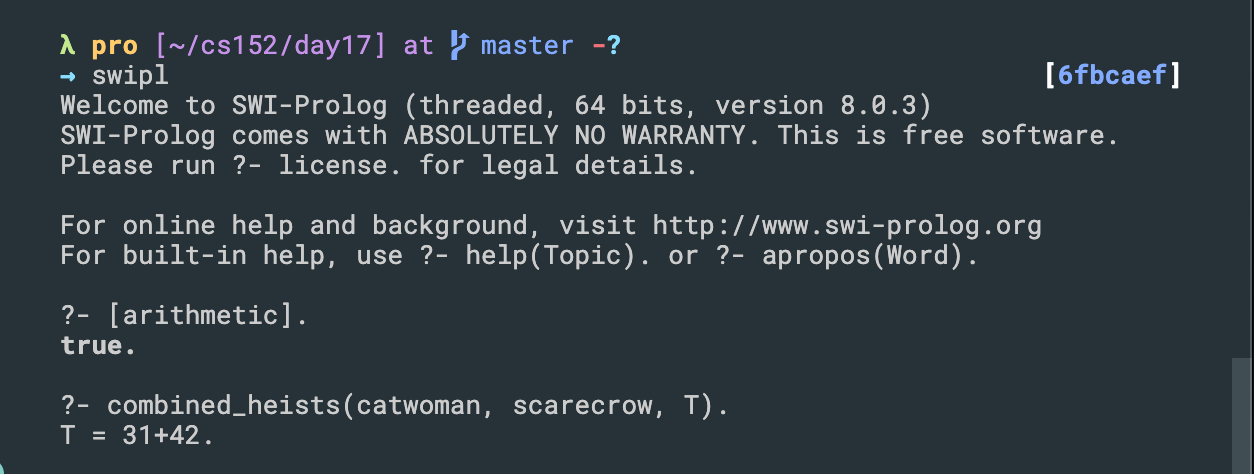 λ pro [~/cs152/day17] at master -?
→ swipl [6fbcaef]
Welcome to SWI-Prolog (threaded, 64 bits, version 8.0.3)
SWI-Prolog comes with ABSOLUTELY NO WARRANTY. This is free software.
Please run ?- license. for legal details.
For online help and background, visit http://www.swi-prolog.org
For built-in help, use ?- help(Topic). or ?- apropos(Word).
?- [arithmetic].
true.
?- combined_heists(catwoman, scarecrow, T).
T = 31+42.